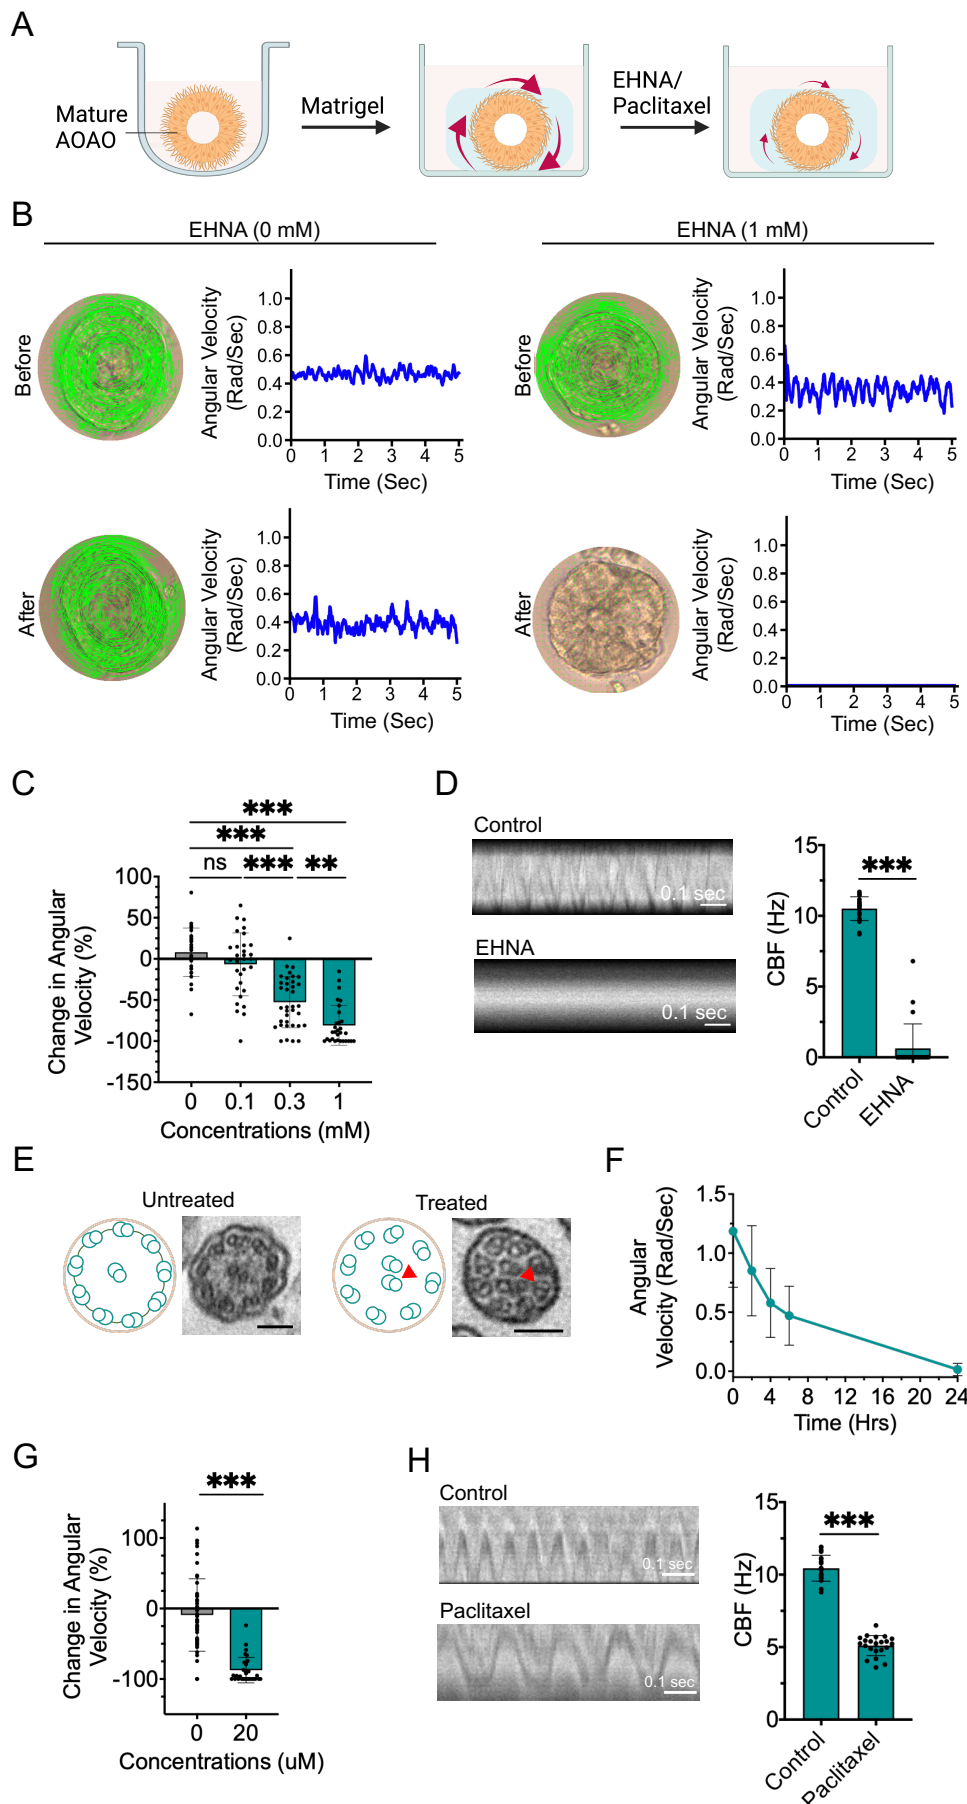 A
Mature
AOAO
Matrigel
EHNA/
Paclitaxel
B
EHNA (0 mM)
EHNA (1 mM)
Before
Angular Velocity
(Rad/Sec)
1.0
0.8
0.6
0.4
0.2
0.0
0 1 2 3 4 5
Time (Sec)
Before
Angular Velocity
(Rad/Sec)
1.0
0.8
0.6
0.4
0.2
0.0
0 1 2 3 4 5
Time (Sec)
After
Angular Velocity
(Rad/Sec)
1.0
0.8
0.6
0.4
0.2
0.0
0 1 2 3 4 5
Time (Sec)
After
Angular Velocity
(Rad/Sec)
1.0
0.8
0.6
0.4
0.2
0.0
0 1 2 3 4 5
Time (Sec)
C
***
***
ns *** **
Change in Angular
Velocity (%)
100
50
0
-50
-100
-150
0 0.1 0.3 1
Concentrations (mM)
D
Control
0.1 sec
EHNA
0.1 sec
CBF (Hz)
15
10
5
0
***
Control
EHNA
E
Untreated
Treated
F
Angular
Velocity (Rad/Sec)
1.5
1.0
0.5
0.0
0 4 8 12 16 20 24
Time (Hrs)
G
***
Change in Angular
Velocity (%)
100
0
-100
0 20
Concentrations (uM)
H
Control
0.1 sec
Paclitaxel
0.1 sec
CBF (Hz)
15
10
5
0
***
Control
Paclitaxel